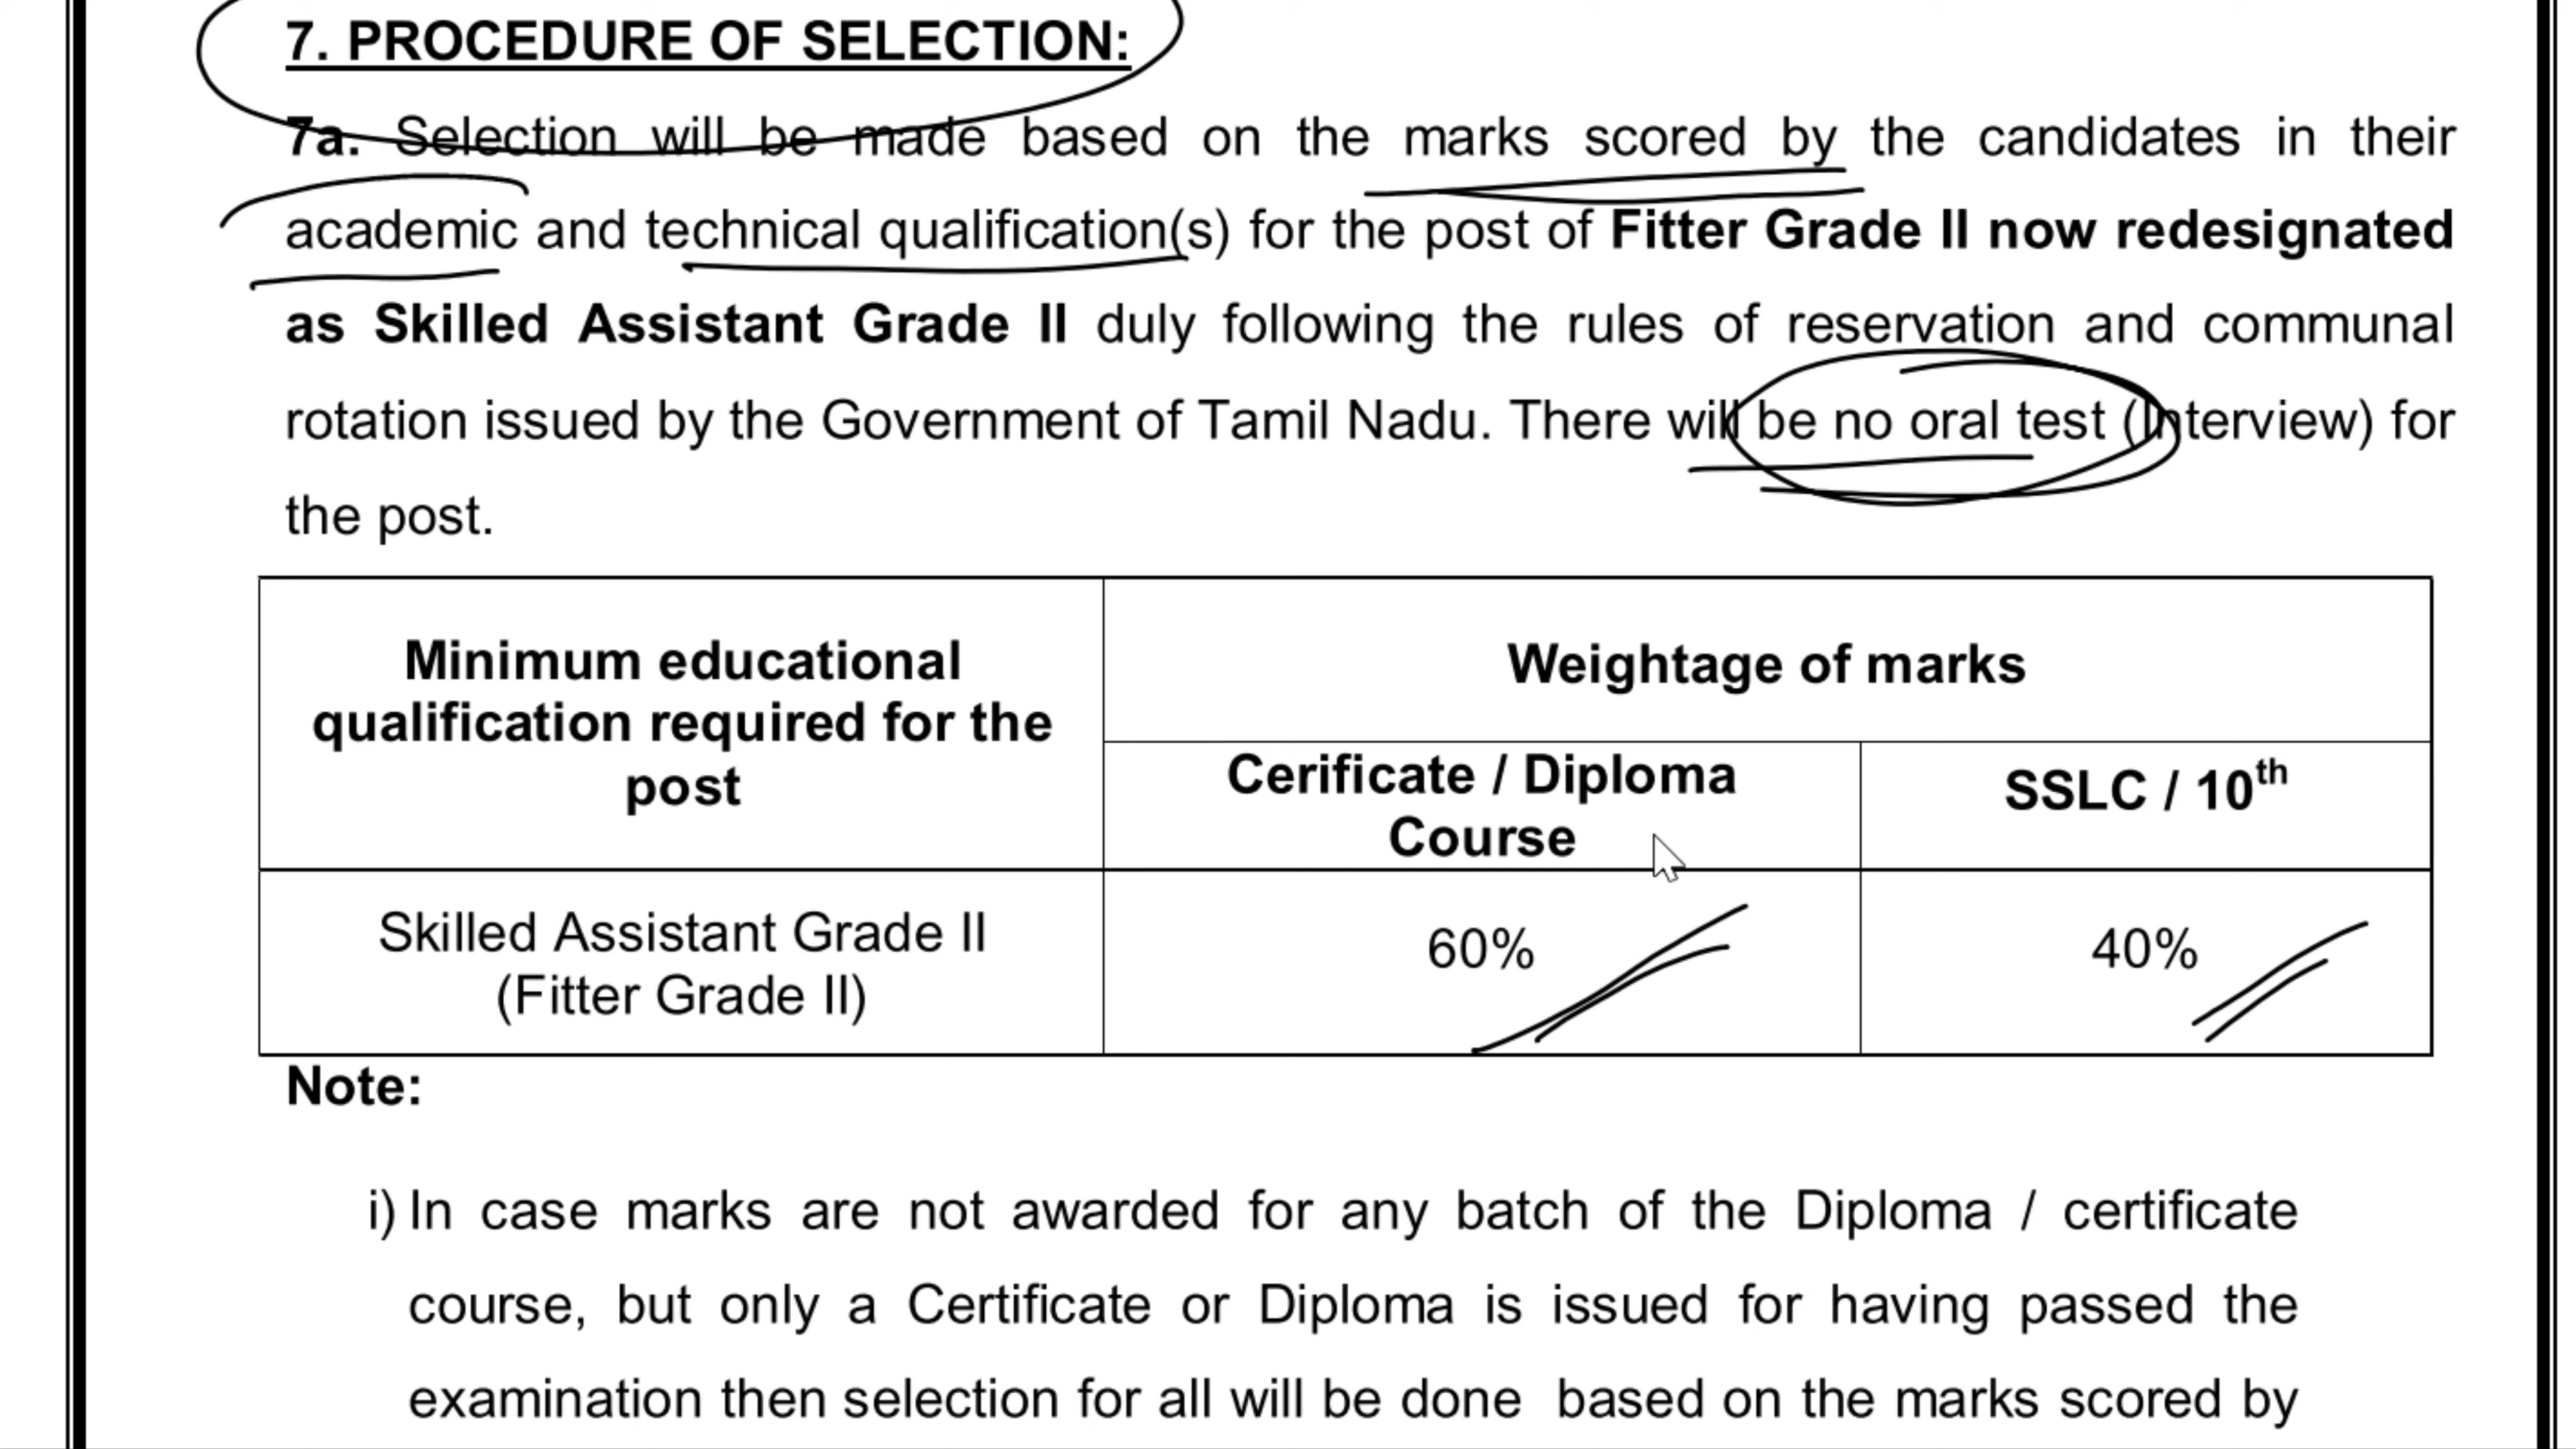 7. PROCEDURE OF SELECTION:
7a. Selection will be made based on the marks scored by the candidates in their
academic and technical qualification(s) for the post of Fitter Grade II now redesignated
as Skilled Assistant Grade II duly following the rules of reservation and communal
rotation issued by the Government of Tamil Nadu. There will be no oral test (Interview) for
the post.
Minimum educational
qualification required for the
post
Weightage of marks
Cerificate / Diploma
Course
SSLC / 10th
Skilled Assistant Grade II
(Fitter Grade II)
60%
40%
Note:
i) In case marks are not awarded for any batch of the Diploma / certificate
course, but only a Certificate or Diploma is issued for having passed the
examination then selection for all will be done based on the marks scored by